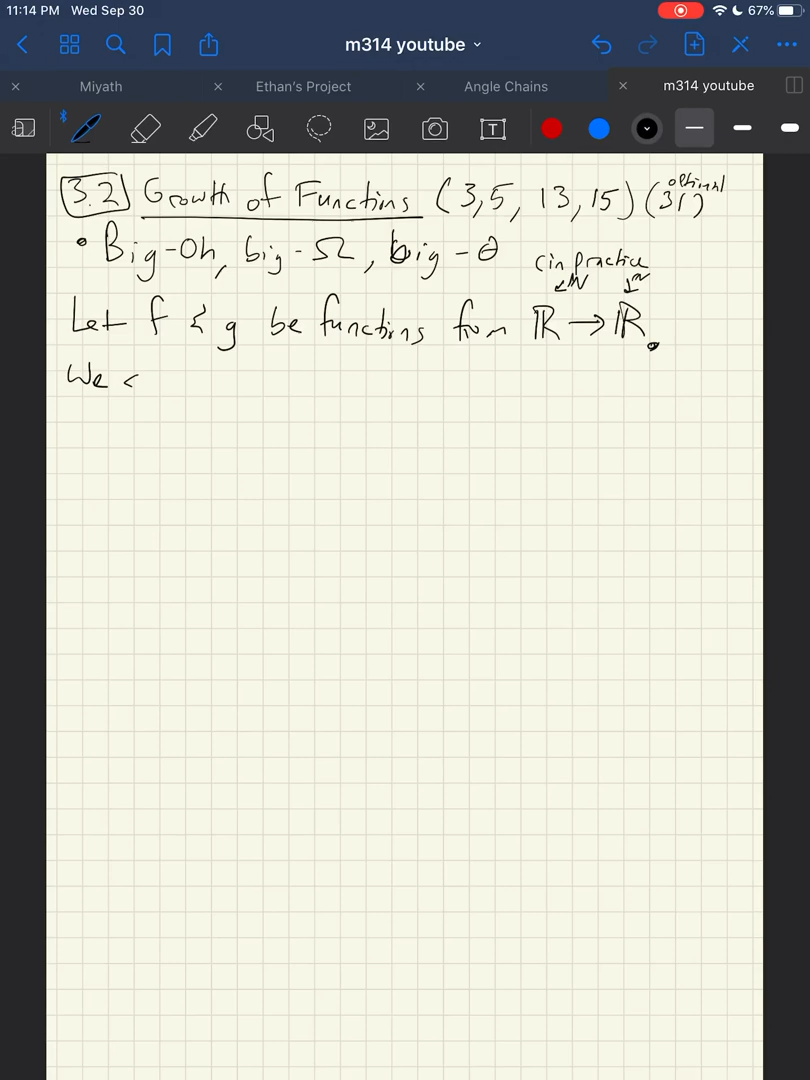 11:14 PM Wed Sep 30 67%
m314 youtube
Miyath Ethan's Project Angle Chains m314 youtube
T
3.2 Growth of Functions (3,5, 13, 15) (31) optional
• Big-Oh, big-Ω, big-θ
(in practice
ℕ ℕ
Let f & g be functions from ℝ → ℝ.
We